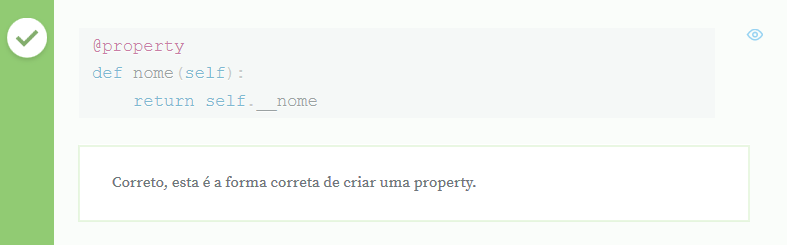 @property
def nome(self):
    return self.__nome
Correto, esta é a forma correta de criar uma property.